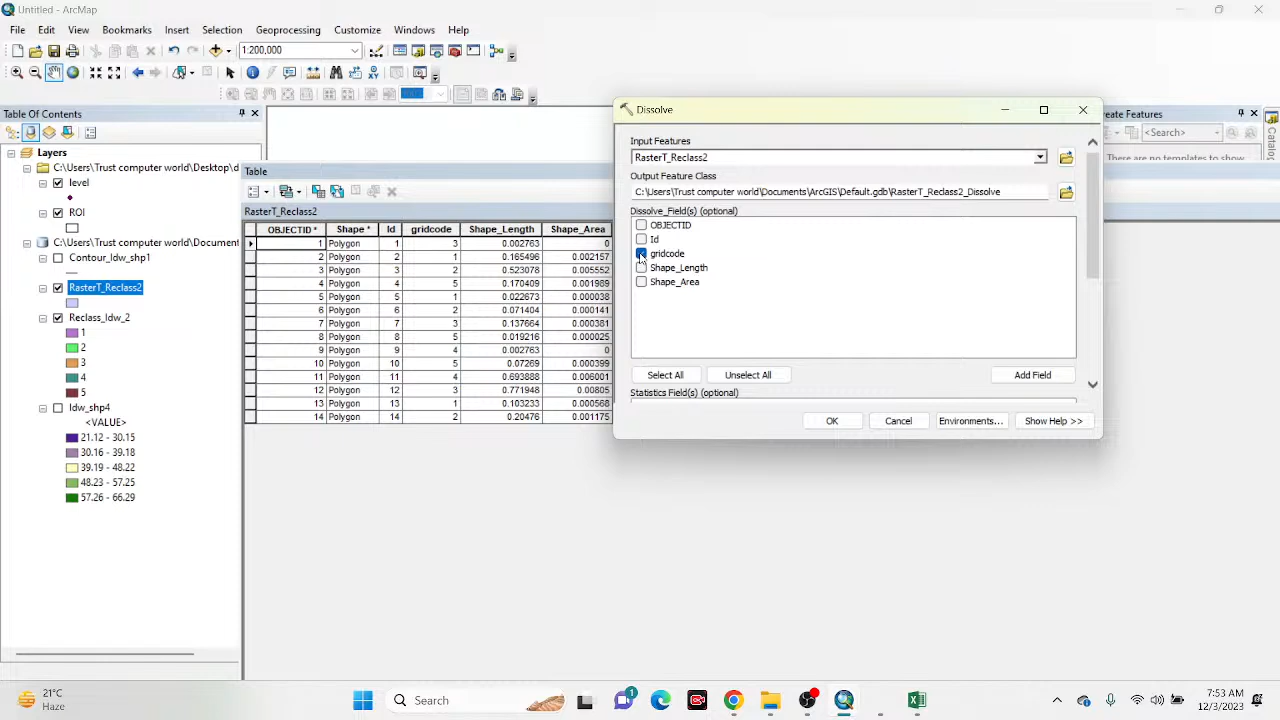 Untitled - ArcMap
File Edit View Bookmarks Insert Selection Geoprocessing Customize Windows Help
1:200,000
Table Of Contents
Layers
C:\Users\Trust computer world\Desktop\d
level
ROI
C:\Users\Trust computer world\Document
Contour_Idw_shp1
RasterT_Reclass2
Reclass_Idw_2
1
2
3
4
5
Idw_shp4
<VALUE>
21.12 - 30.15
30.16 - 39.18
39.19 - 48.22
48.23 - 57.25
57.26 - 66.29
Table
RasterT_Reclass2
OBJECTID * Shape * Id gridcode Shape_Length Shape_Area
1 Polygon 1 3 0.002763 0
2 Polygon 2 1 0.165496 0.002157
3 Polygon 3 2 0.523078 0.005552
4 Polygon 4 5 0.170409 0.001989
5 Polygon 5 1 0.022673 0.000038
6 Polygon 6 2 0.071404 0.000141
7 Polygon 7 3 0.137664 0.000381
8 Polygon 8 5 0.019216 0.000025
9 Polygon 9 4 0.002763 0
10 Polygon 10 5 0.07269 0.000399
11 Polygon 11 4 0.693888 0.006001
12 Polygon 12 3 0.771948 0.00805
13 Polygon 13 1 0.103233 0.000568
14 Polygon 14 2 0.20476 0.001175
Dissolve
Input Features
RasterT_Reclass2
Output Feature Class
C:\Users\Trust computer world\Documents\ArcGIS\Default.gdb\RasterT_Reclass2_Dissolve
Dissolve_Field(s) (optional)
OBJECTID
Id
gridcode
Shape_Length
Shape_Area
Select All Unselect All Add Field
Statistics Field(s) (optional)
OK Cancel Environments... Show Help >>
reate Features
<Search>
There are no templates to show
Catalog
21°C
Haze
Search
1
7:53 AM
12/3/2023